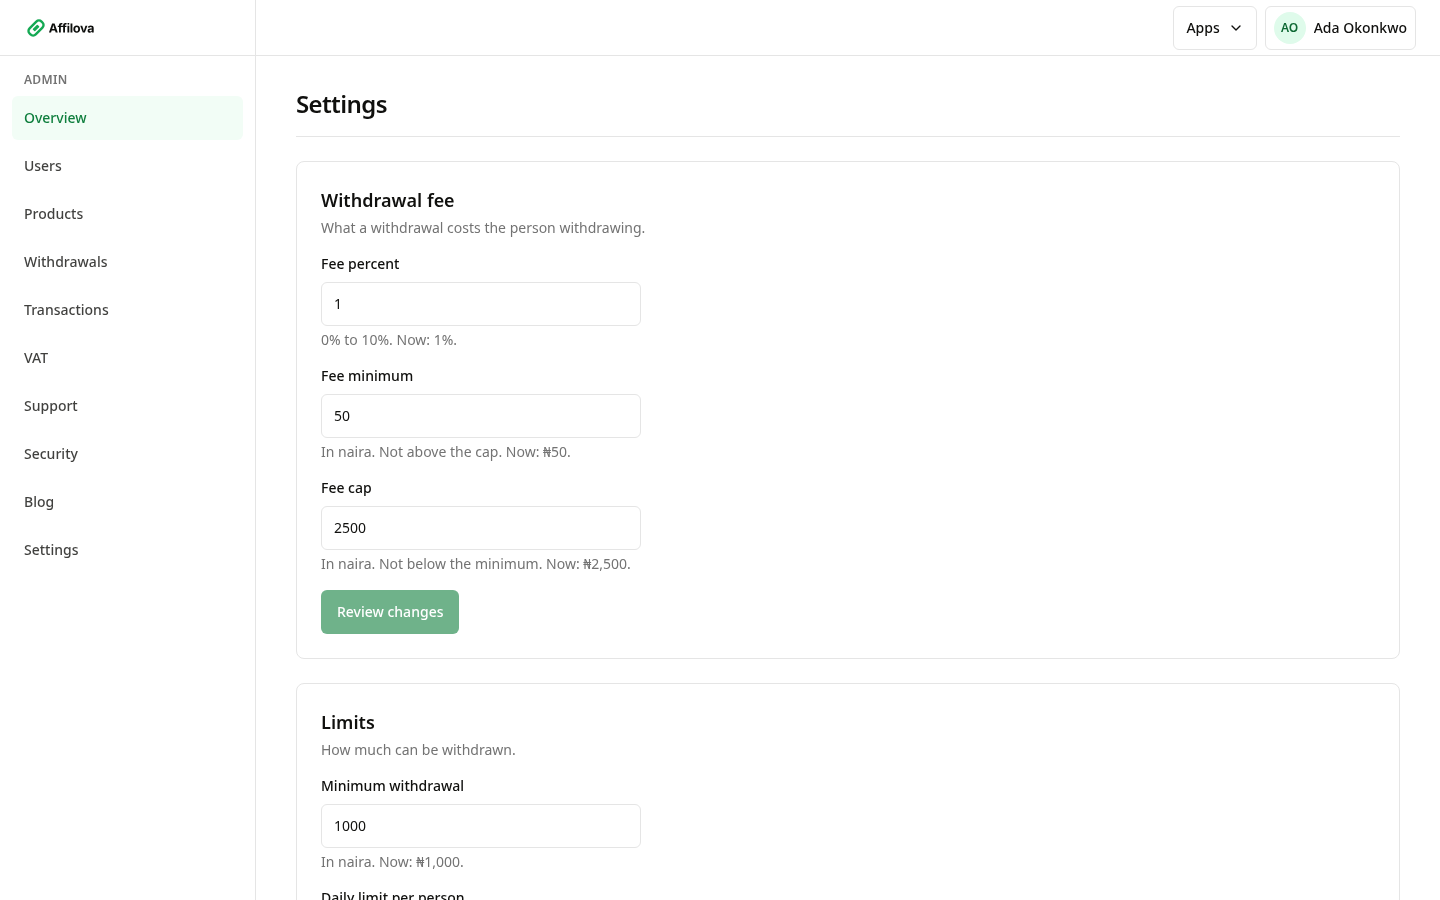 Affilova
Apps
AO
Ada Okonkwo
ADMIN
Overview
Users
Products
Withdrawals
Transactions
VAT
Support
Security
Blog
Settings
Settings
Withdrawal fee
What a withdrawal costs the person withdrawing.
Fee percent
1
0% to 10%. Now: 1%.
Fee minimum
50
In naira. Not above the cap. Now: ₦50.
Fee cap
2500
In naira. Not below the minimum. Now: ₦2,500.
Review changes
Limits
How much can be withdrawn.
Minimum withdrawal
1000
In naira. Now: ₦1,000.
Daily limit per person